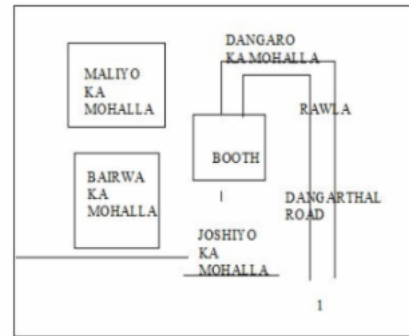 DANGARO
KA MOHALLA
MALIYO
KA
MOHALLA
RAWLA
BOOTH
BAIRWA
KA
MOHALLA
DANGARTHAL
ROAD
JOSHIYO
KA
MOHALLA
1